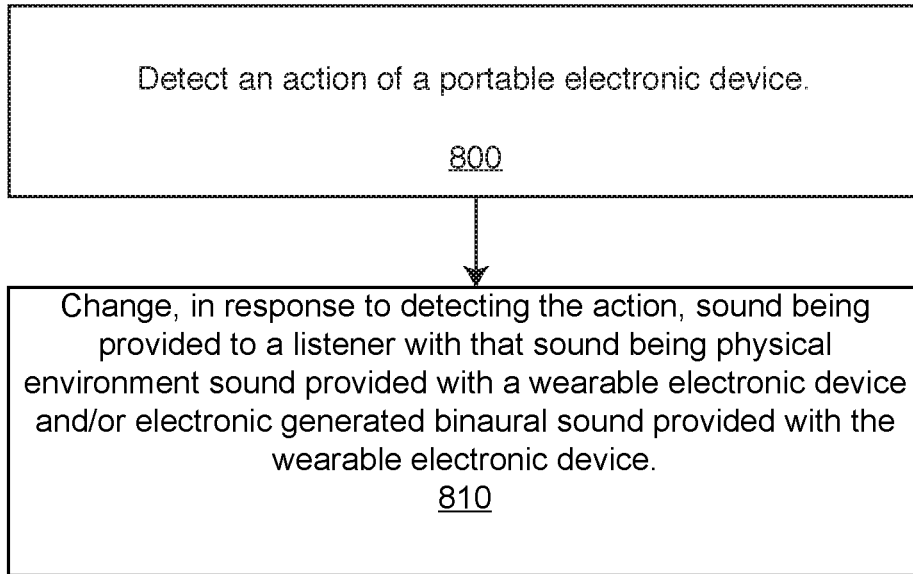 Detect an action of a portable electronic device.
800
Change, in response to detecting the action, sound being
provided to a listener with that sound being physical
environment sound provided with a wearable electronic device
and/or electronic generated binaural sound provided with the
wearable electronic device.
810